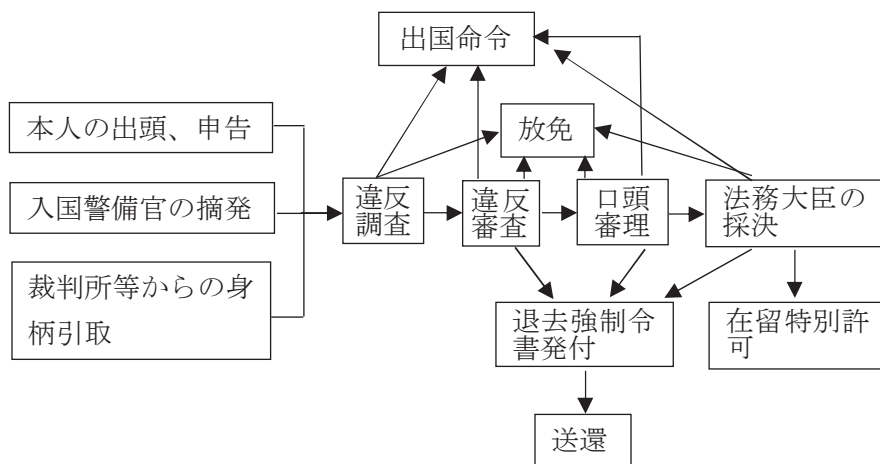 出国命令
本人の出頭、申告
放免
入国警備官の摘発
違反
調査
違反
審査
口頭
審理
法務大臣の
採決
裁判所等からの身
柄引取
退去強制令
書発付
在留特別許
可
送還